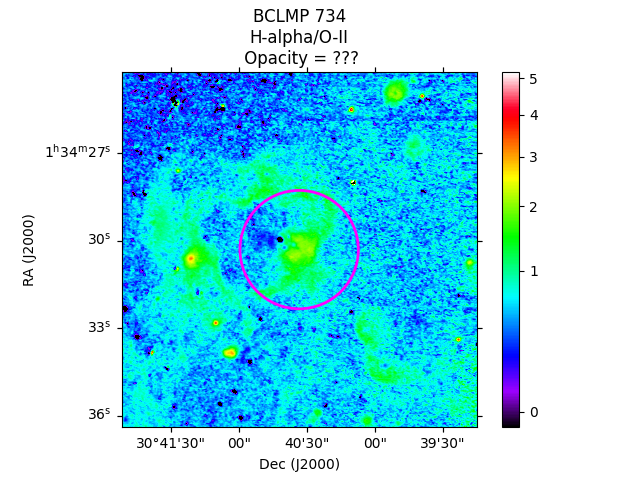 BCLMP 734
H-alpha/O-II
Opacity = ???
5
4
3
2
1
0
1ʰ34ᵐ27ˢ
30ˢ
33ˢ
36ˢ
RA (J2000)
30°41'30" 00" 40'30" 00" 39'30"
Dec (J2000)